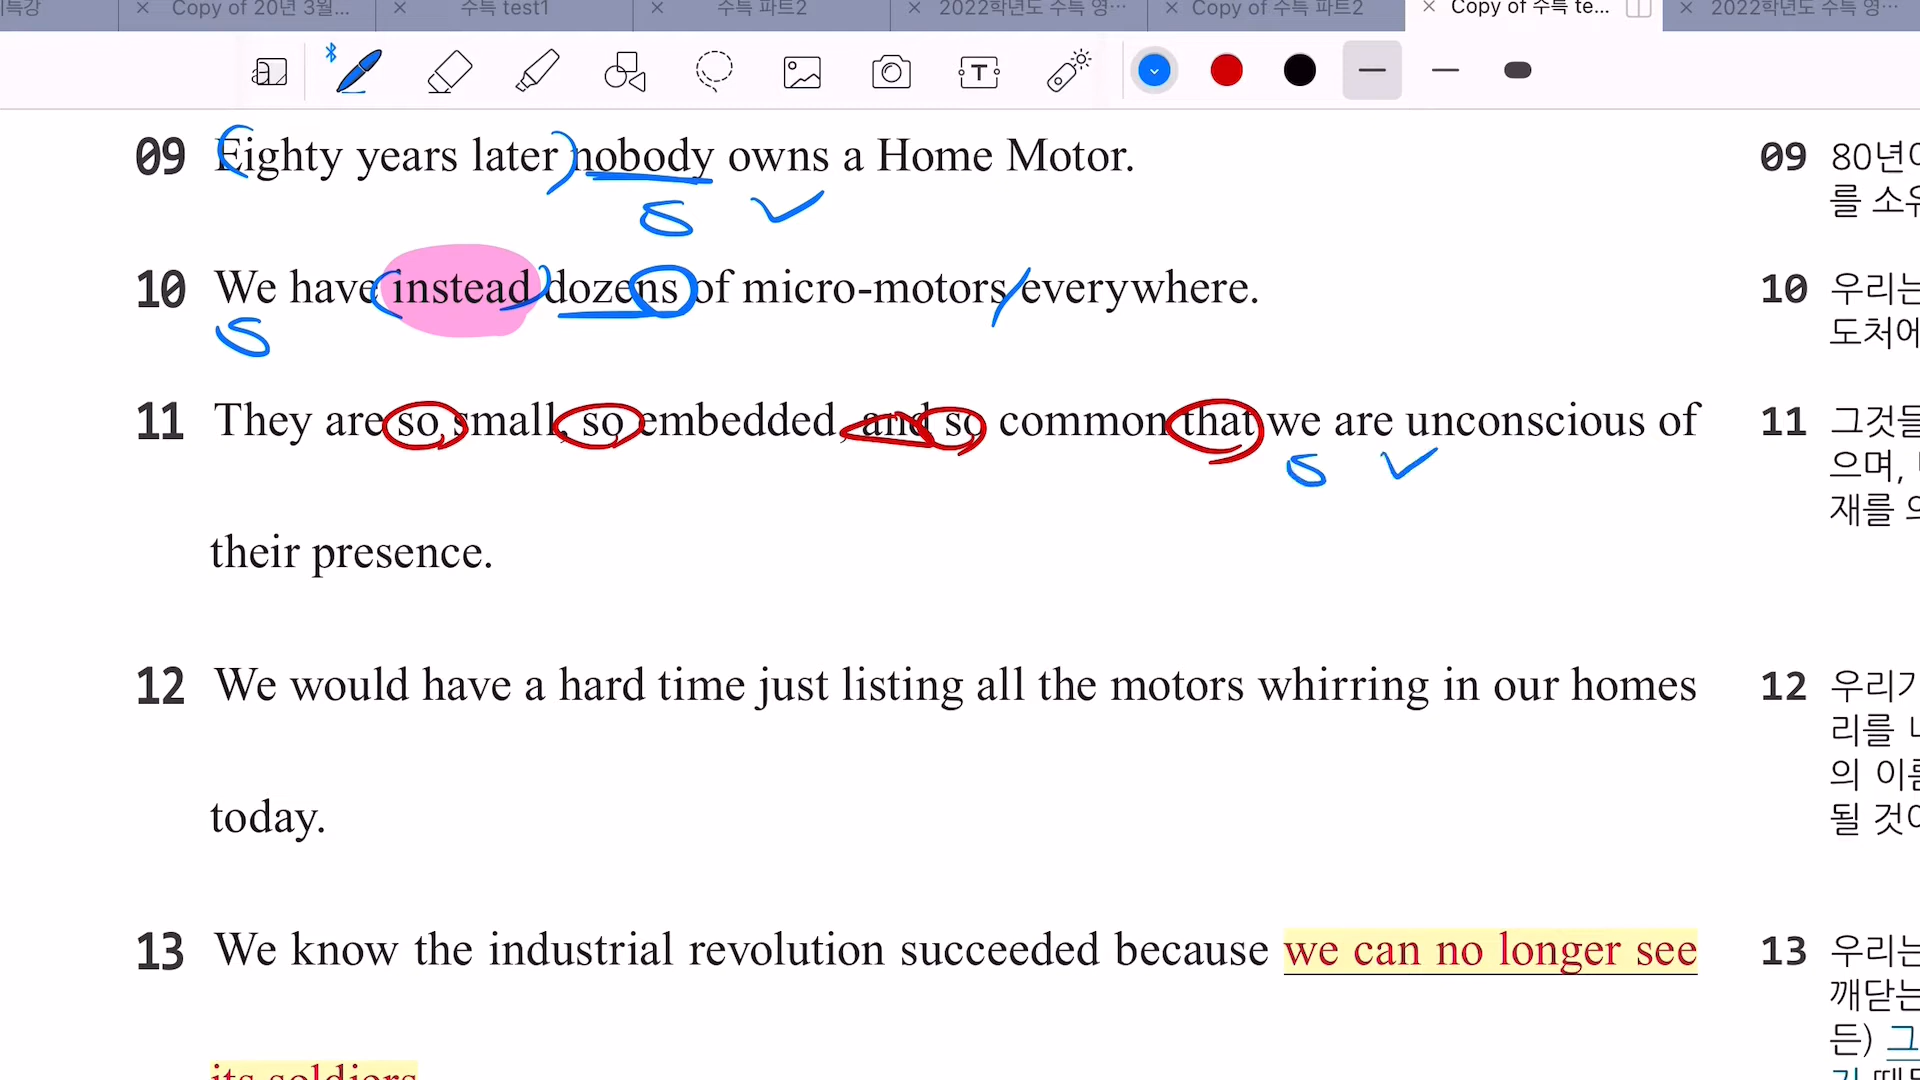 Copy of 20년 3월...
수특 test1
수특 파트2
2022학년도 수특 영...
Copy of 수특 파트2
Copy of 수특 te...
2022학년도 수특 영...
09 Eighty years later nobody owns a Home Motor.
S ✓
10 We have instead dozens of micro-motors/everywhere.
S
11 They are so small, so embedded, and so common that we are unconscious of
S ✓
their presence.
12 We would have a hard time just listing all the motors whirring in our homes
today.
13 We know the industrial revolution succeeded because we can no longer see
its soldiers
09 80년
를 소유
10 우리는
도처에
11 그것들
으며,
재를
12 우리가
리를
의 이름
될 것
13 우리는
깨닫는
든) 그